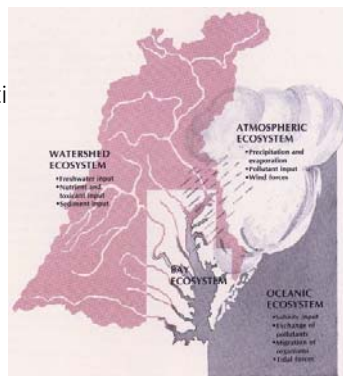 ti
WATERSHED
ECOSYSTEM
•Freshwater input
•Nutrient and
toxicant input
•Sediment input
ATMOSPHERIC
ECOSYSTEM
•Precipitation and
evaporation
•Pollutant input
•Wind forces
BAY
ECOSYSTEM
OCEANIC
ECOSYSTEM
•Salinity input
•Exchange of
pollutants
•Migration of
organisms
•Tidal forces